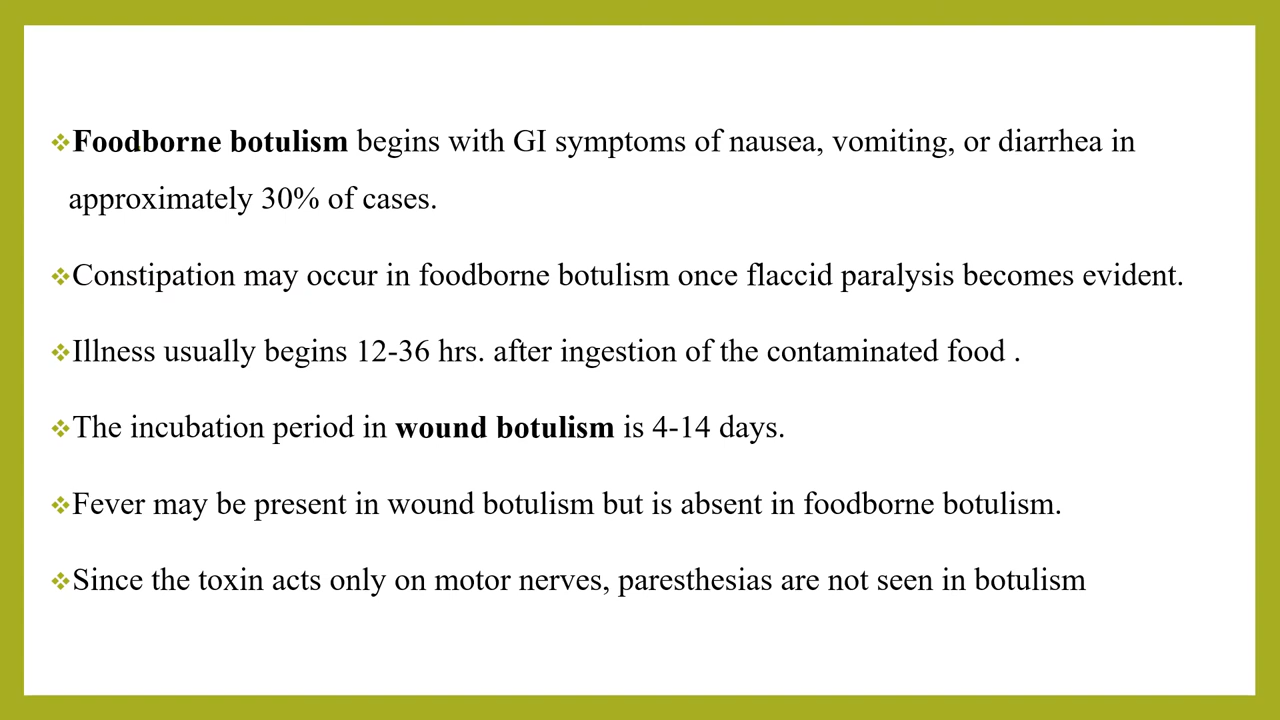 ❖Foodborne botulism begins with GI symptoms of nausea, vomiting, or diarrhea in
approximately 30% of cases.
❖Constipation may occur in foodborne botulism once flaccid paralysis becomes evident.
❖Illness usually begins 12-36 hrs. after ingestion of the contaminated food .
❖The incubation period in wound botulism is 4-14 days.
❖Fever may be present in wound botulism but is absent in foodborne botulism.
❖Since the toxin acts only on motor nerves, paresthesias are not seen in botulism